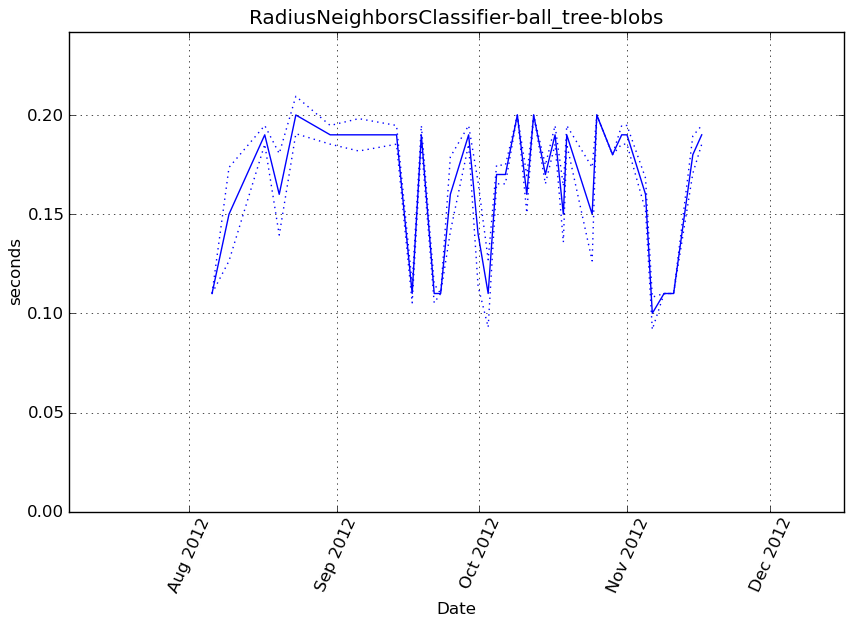 RadiusNeighborsClassifier-ball_tree-blobs
0.20
0.15
0.10
0.05
0.00
seconds
Aug 2012
Sep 2012
Oct 2012
Nov 2012
Dec 2012
Date